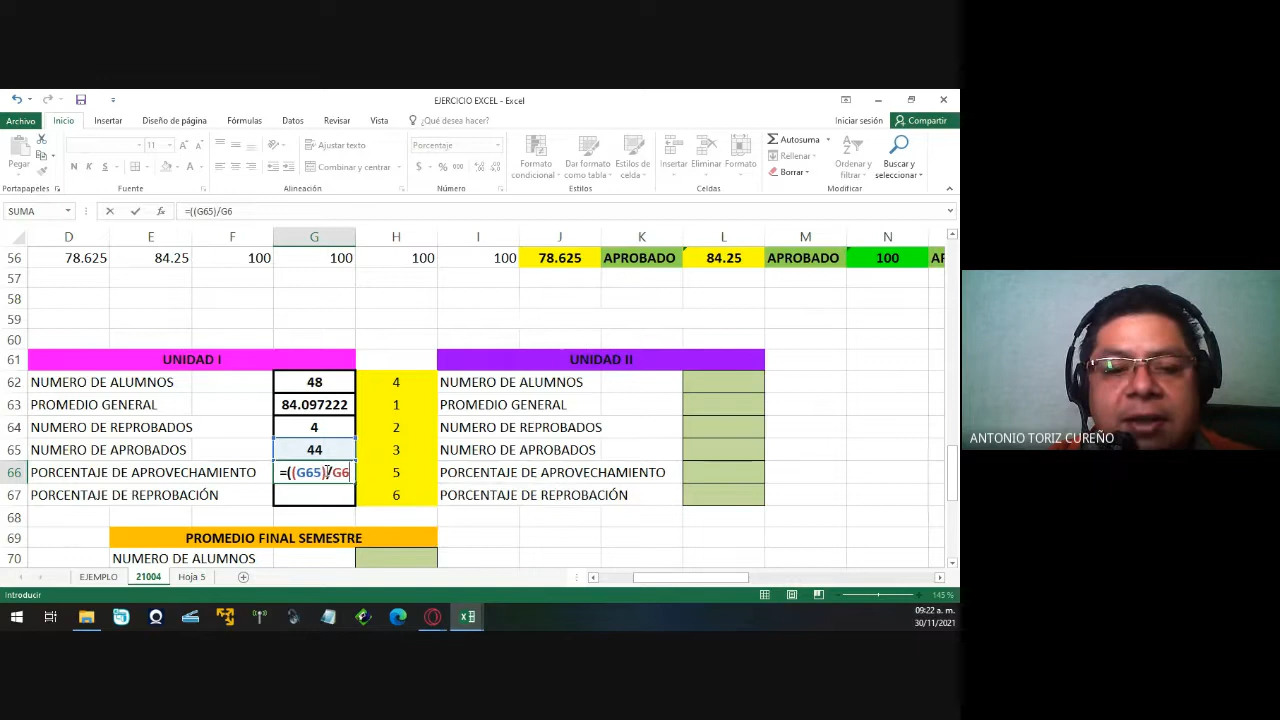 EJERCICIO EXCEL - Excel
Archivo Inicio Insertar Diseño de página Fórmulas Datos Revisar Vista ¿Qué desea hacer? Iniciar sesión Compartir
Pegar
11
N K S
Ajustar texto
Combinar y centrar
Porcentaje
$ % 000
Formato condicional
Dar formato como tabla
Estilos de celda
Insertar Eliminar Formato
Autosuma
Rellenar
Borrar
Ordenar y filtrar
Buscar y seleccionar
Portapapeles Fuente Alineación Número Estilos Celdas Modificar
SUMA fx =((G65)/G6
D E F G H I J K L M N
56 78.625 84.25 100 100 100 100 78.625 APROBADO 84.25 APROBADO 100 AF
57
58
59
60
61 UNIDAD I UNIDAD II
62 NUMERO DE ALUMNOS 48 4 NUMERO DE ALUMNOS
63 PROMEDIO GENERAL 84.097222 1 PROMEDIO GENERAL
64 NUMERO DE REPROBADOS 4 2 NUMERO DE REPROBADOS
65 NUMERO DE APROBADOS 44 3 NUMERO DE APROBADOS
66 PORCENTAJE DE APROVECHAMIENTO =((G65)/G6 5 PORCENTAJE DE APROVECHAMIENTO
67 PORCENTAJE DE REPROBACIÓN 6 PORCENTAJE DE REPROBACIÓN
68
69 PROMEDIO FINAL SEMESTRE
70 NUMERO DE ALUMNOS
EJEMPLO 21004 Hoja 5
Introducir 145 %
09:22 a. m.
30/11/2021
ANTONIO TORIZ CUREÑO